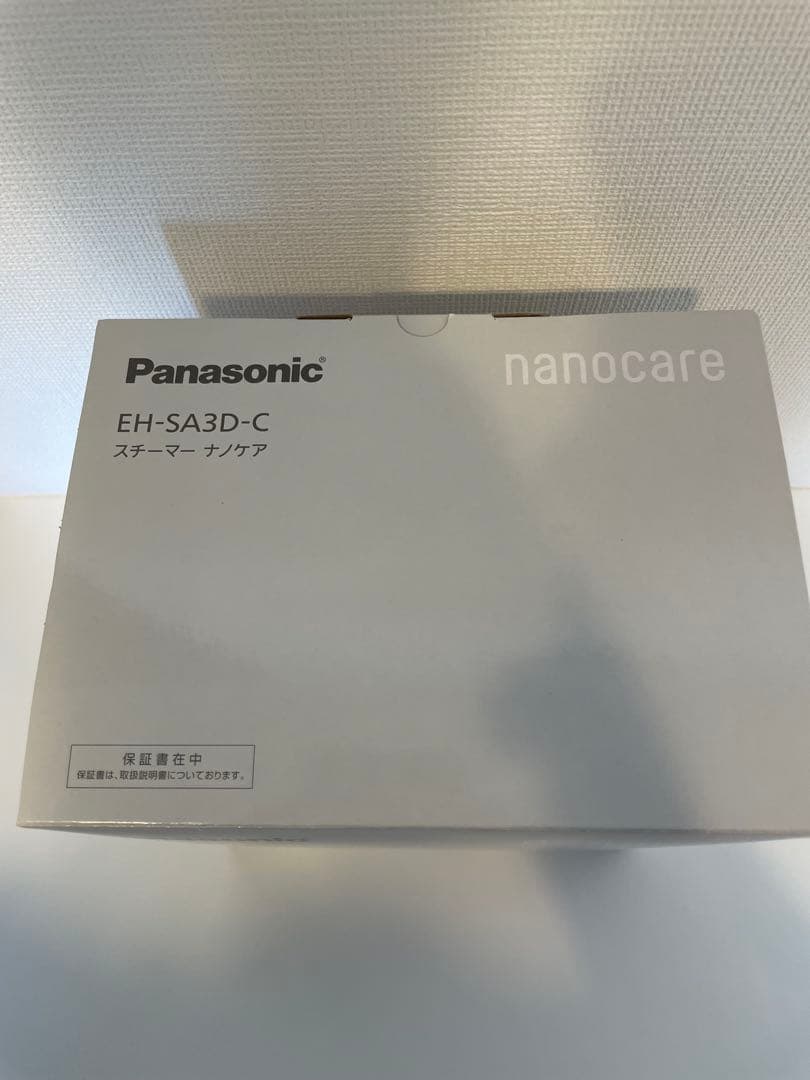 Panasonic®
nanocare
EH-SA3D-C
スチーマー ナノケア
保証書在中
保証書は、取扱説明書についております。